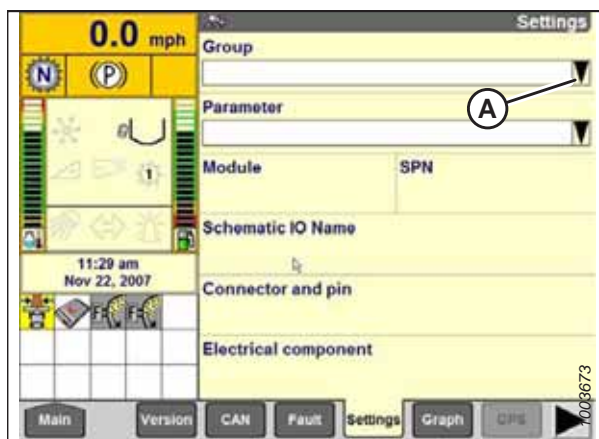 0.0 mph
Settings
Group
N
(P)
A
Parameter
1
Module
SPN
Schematic IO Name
11:29 am
Nov 22, 2007
Connector and pin
F
F
Electrical component
1003673
Main
Version
CAN
Fault
Settings
Graph
GPS